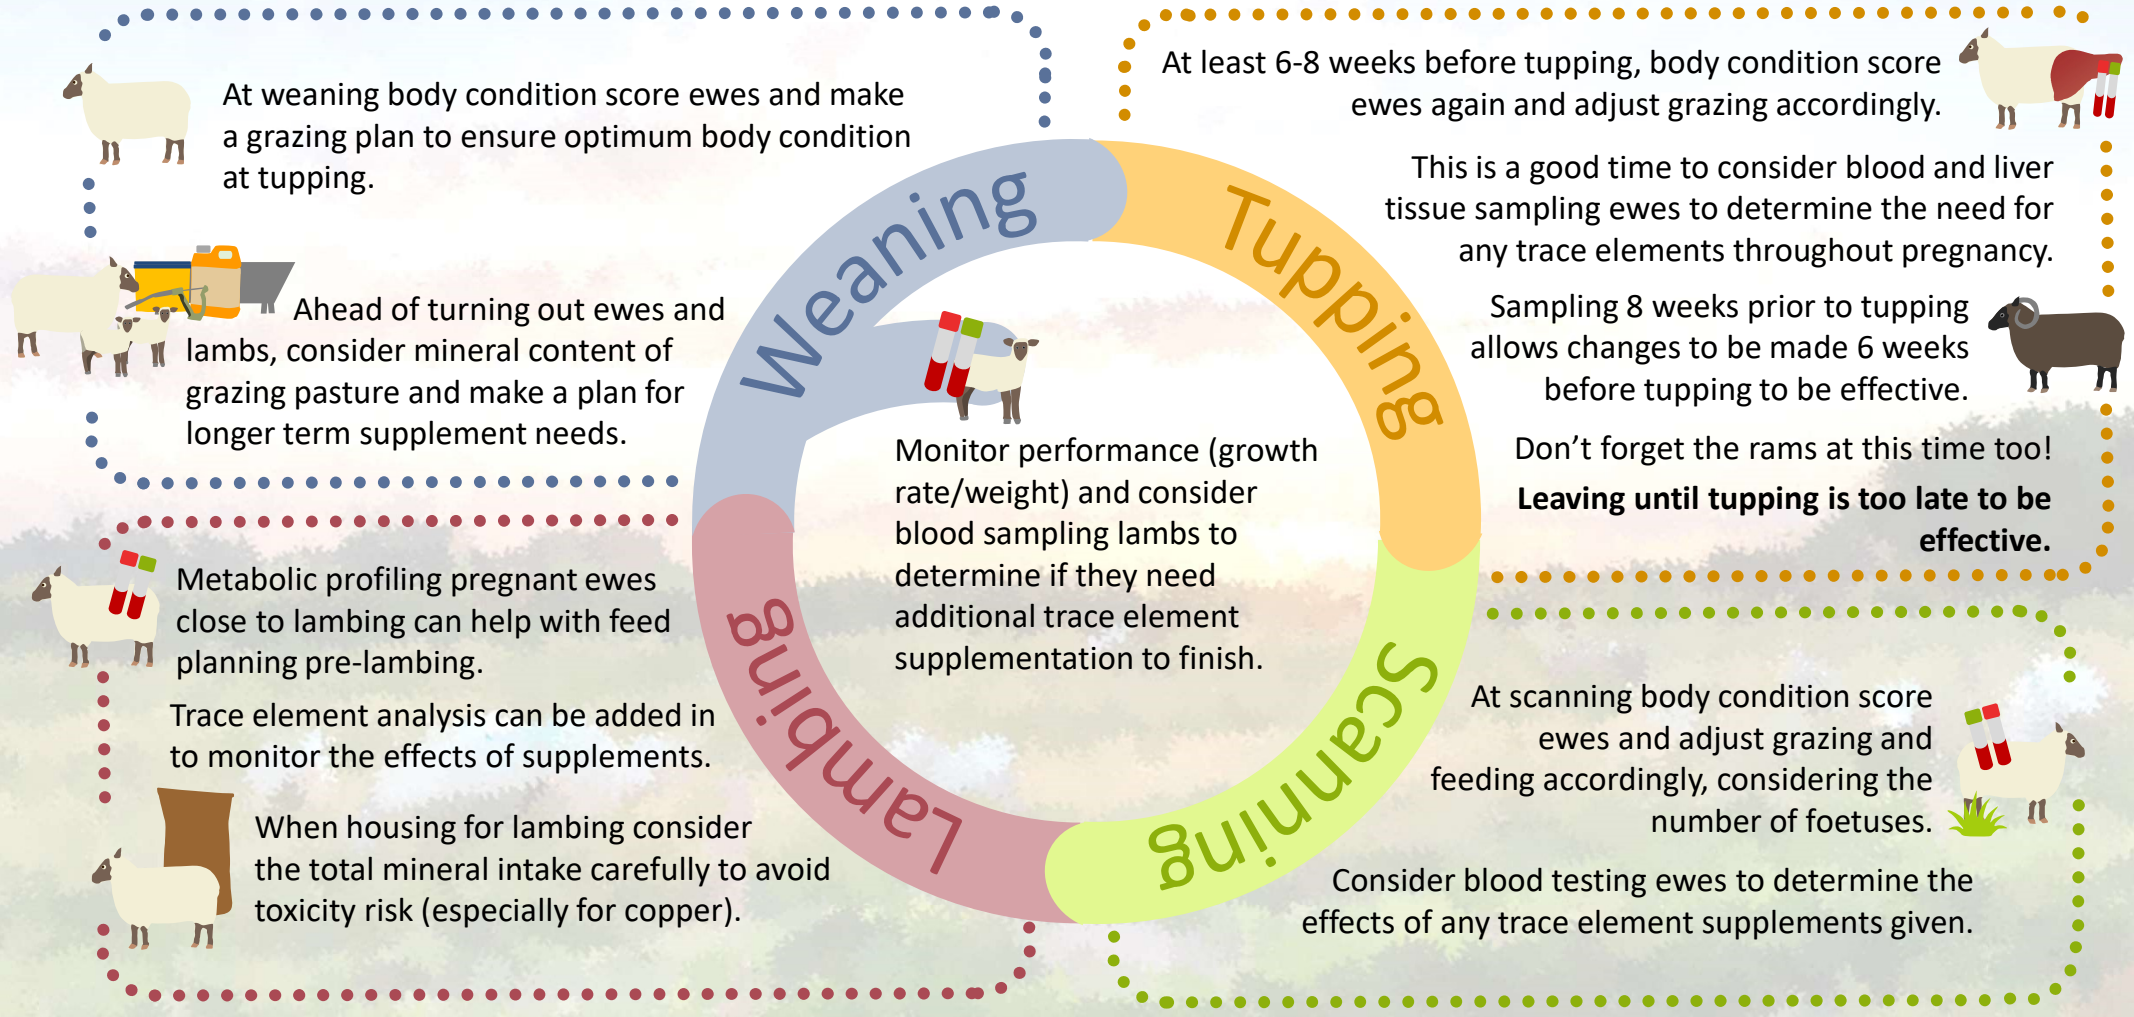 At weaning body condition score ewes and make
a grazing plan to ensure optimum body condition
at tupping.
Ahead of turning out ewes and
lambs, consider mineral content of
grazing pasture and make a plan for
longer term supplement needs.
Weaning
Tupping
At least 6-8 weeks before tupping, body condition score
ewes again and adjust grazing accordingly.
This is a good time to consider blood and liver
tissue sampling ewes to determine the need for
any trace elements throughout pregnancy.
Sampling 8 weeks prior to tupping
allows changes to be made 6 weeks
before tupping to be effective.
Don’t forget the rams at this time too!
Leaving until tupping is too late to be
effective.
Monitor performance (growth
rate/weight) and consider
blood sampling lambs to
determine if they need
additional trace element
supplementation to finish.
Scanning
At scanning body condition score
ewes and adjust grazing and
feeding accordingly, considering the
number of foetuses.
Consider blood testing ewes to determine the
effects of any trace element supplements given.
Lambing
Metabolic profiling pregnant ewes
close to lambing can help with feed
planning pre-lambing.
Trace element analysis can be added in
to monitor the effects of supplements.
When housing for lambing consider
the total mineral intake carefully to avoid
toxicity risk (especially for copper).